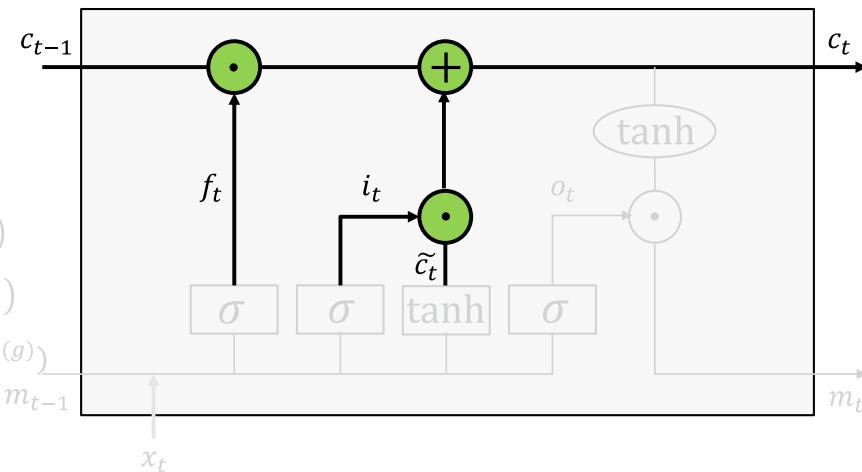 c_{t−1} c_t
f_t i_t o_t tanh
c̃_t
)
σ σ tanh σ
)
(g))
m_{t−1} m_t
x_t